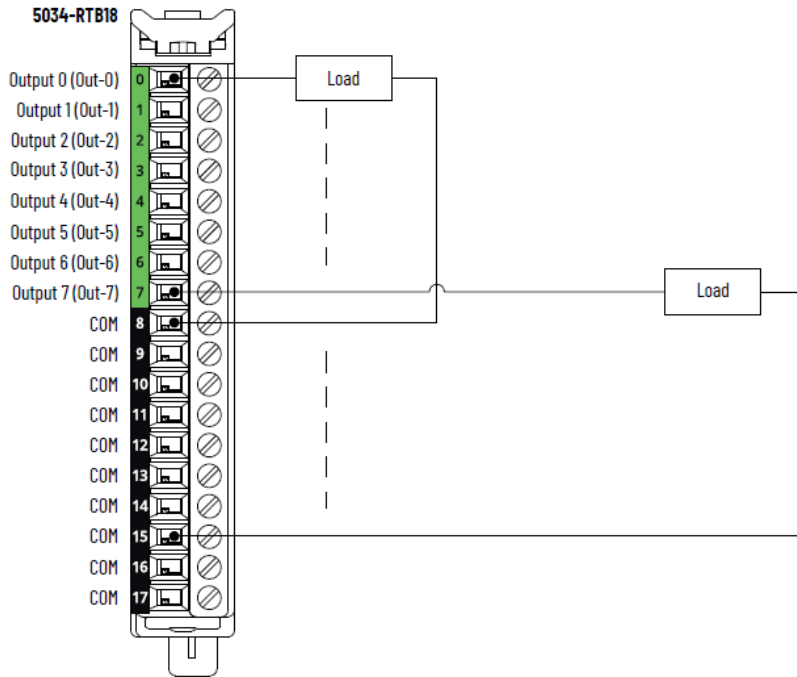 5034-RTB18
Output 0 (Out-0) 0 Load
Output 1 (Out-1) 1
Output 2 (Out-2) 2
Output 3 (Out-3) 3
Output 4 (Out-4) 4
Output 5 (Out-5) 5
Output 6 (Out-6) 6
Output 7 (Out-7) 7 Load
COM 8
COM 9
COM 10
COM 11
COM 12
COM 13
COM 14
COM 15
COM 16
COM 17